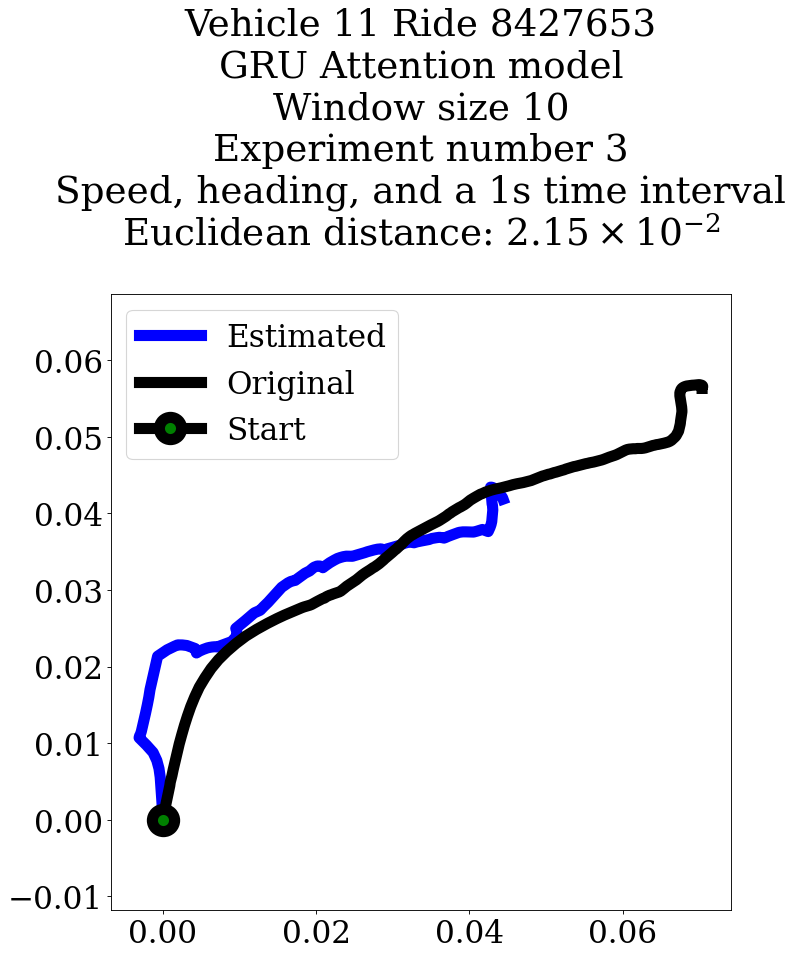 Vehicle 11 Ride 8427653
GRU Attention model
Window size 10
Experiment number 3
Speed, heading, and a 1s time interval
Euclidean distance: 2.15 × 10⁻²
Estimated
Original
Start
0.06
0.05
0.04
0.03
0.02
0.01
0.00
−0.01
0.00 0.02 0.04 0.06